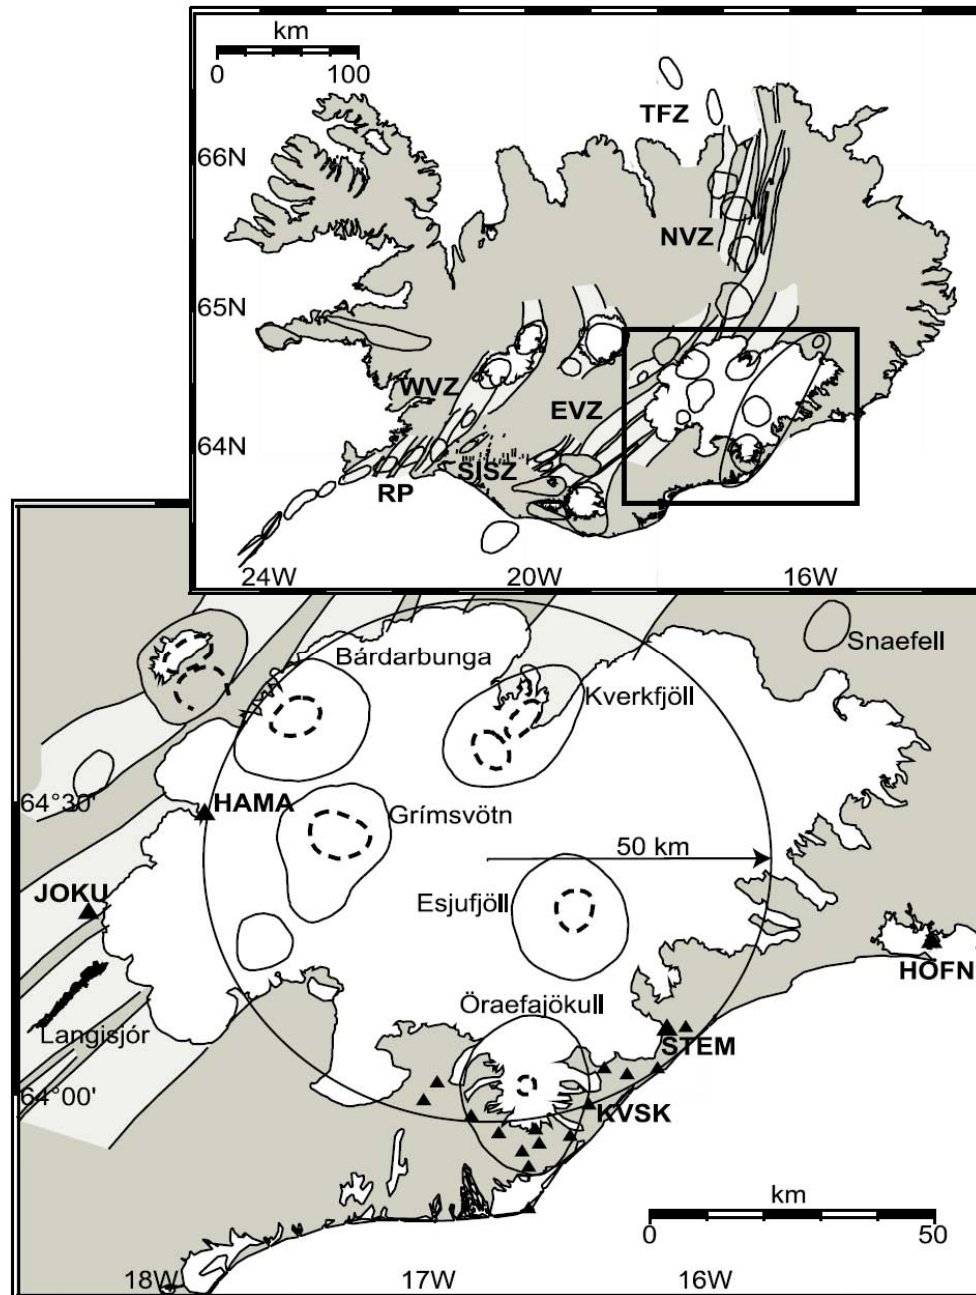 km
0 100
TFZ
66N
NVZ
65N
WVZ
EVZ
64N
SISZ
RP
24W 20W 16W
Snaefell
Bárdarbunga
Kverkfjöll
64°30'
HAMA
Grímsvötn
50 km
JOKU
Esjufjöll
HOFN
Öraefajökull
Langisjór
STEM
64°00'
KVSK
km
0 50
18W 17W 16W